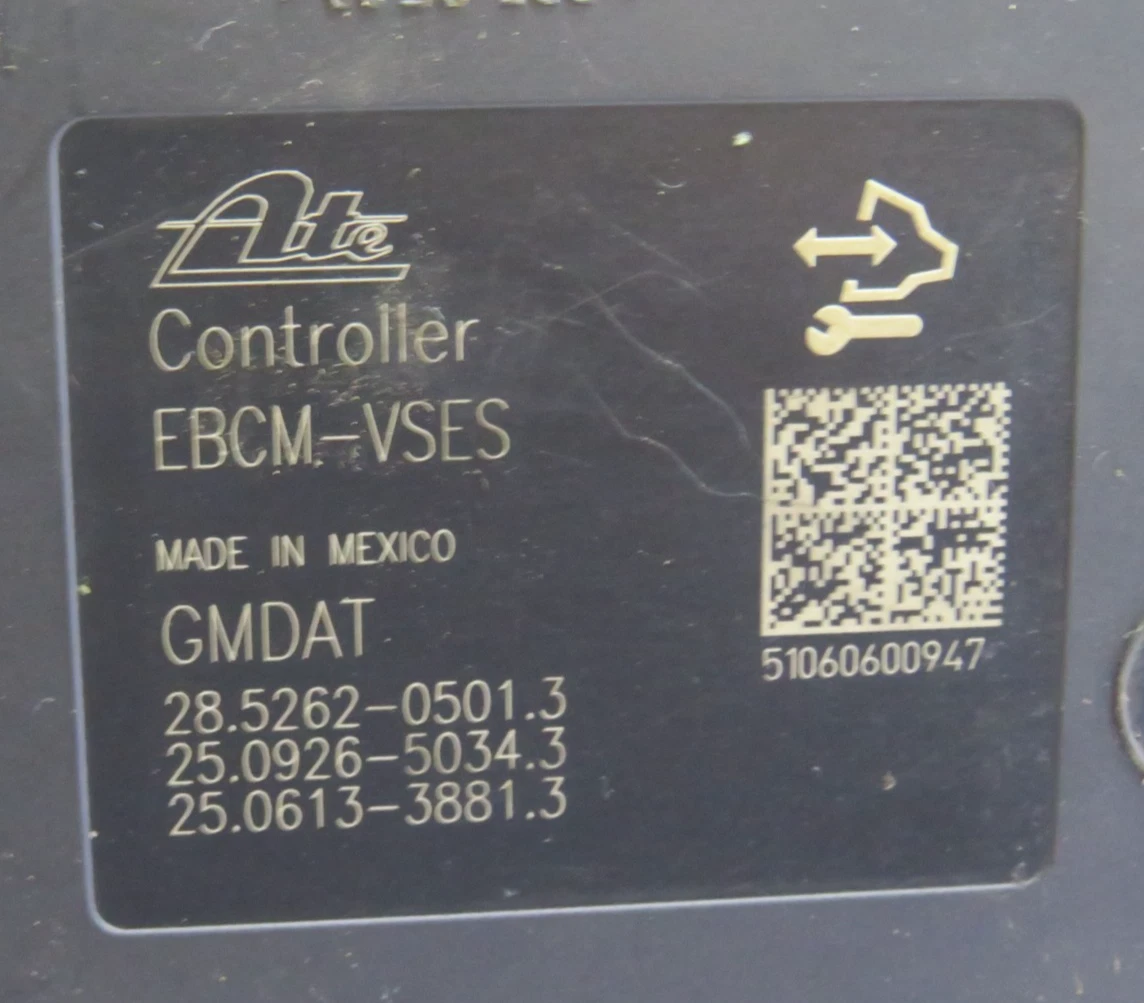 Ate
Controller
EBCM-VSES
MADE IN MEXICO
GMDAT
28.5262-0501.3
25.0926-5034.3
25.0613-3881.3
51060600947